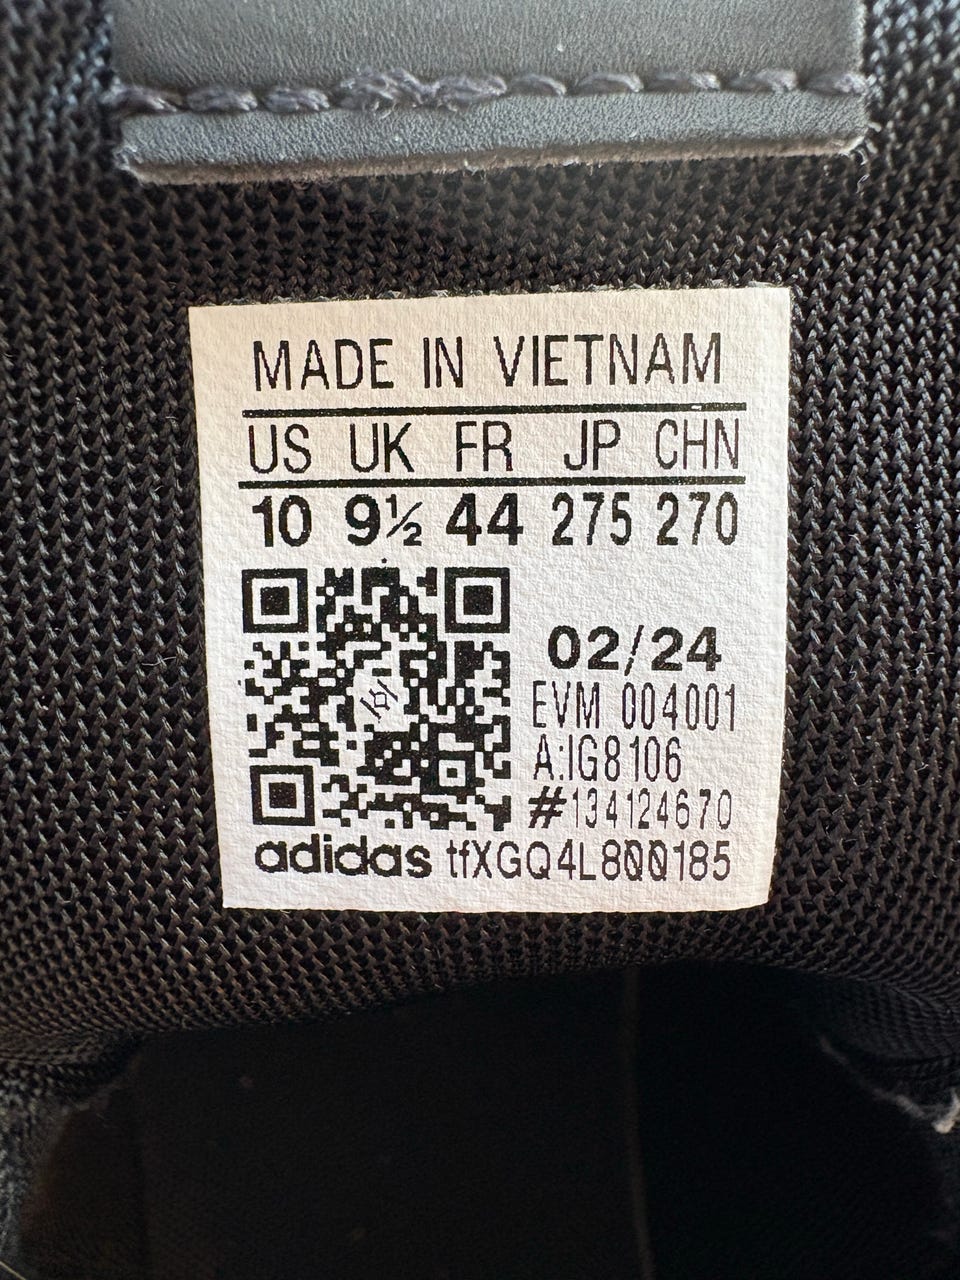 MADE IN VIETNAM
US UK FR JP CHN
10 9½ 44 275 270
02/24
EVM 004001
A:IG8106
#134124670
adidas tfXGQ4L800185